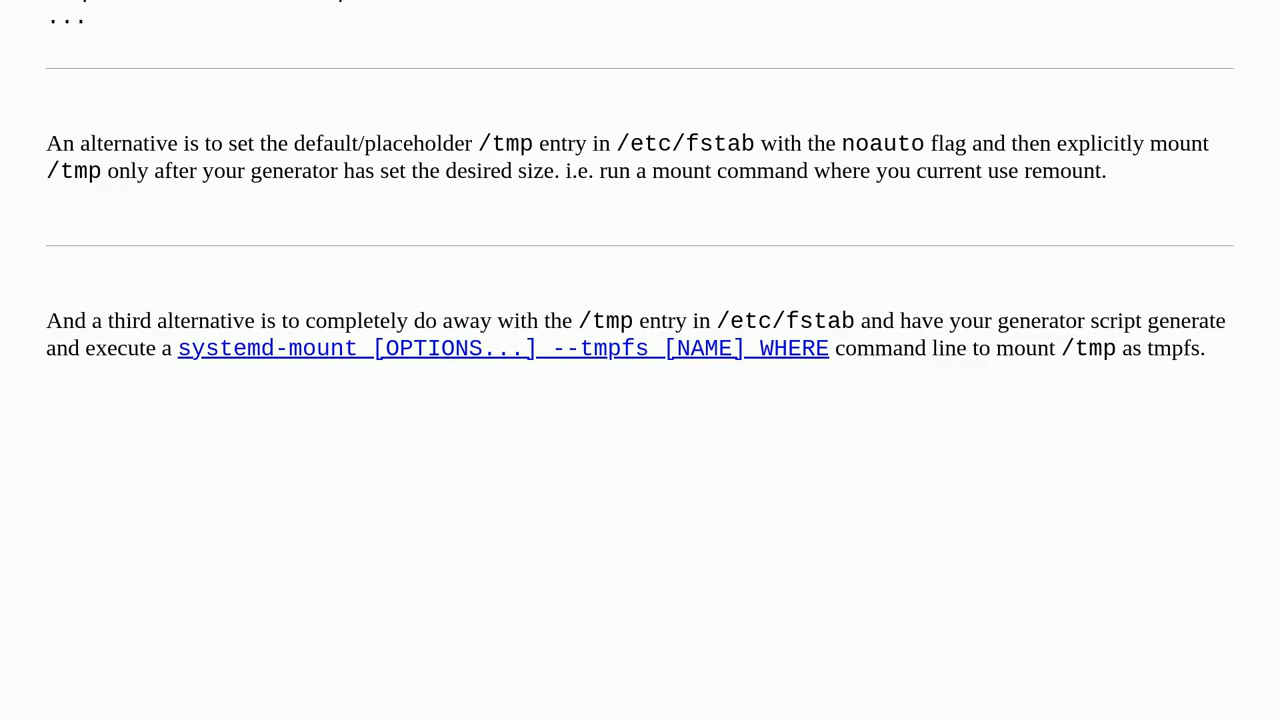 ...
An alternative is to set the default/placeholder /tmp entry in /etc/fstab with the noauto flag and then explicitly mount
/tmp only after your generator has set the desired size. i.e. run a mount command where you current use remount.
And a third alternative is to completely do away with the /tmp entry in /etc/fstab and have your generator script generate
and execute a systemd-mount [OPTIONS...] --tmpfs [NAME] WHERE command line to mount /tmp as tmpfs.